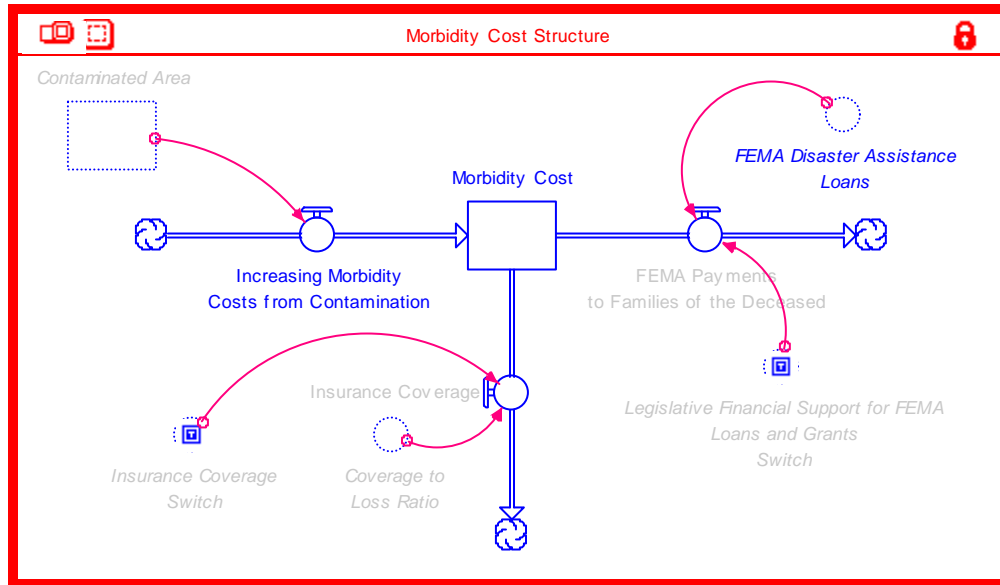 Morbidity Cost Structure
Contaminated Area
FEMA Disaster Assistance
Loans
Morbidity Cost
Increasing Morbidity
Costs from Contamination
FEMA Payments
to Families of the Deceased
Insurance Coverage
T
Legislative Financial Support for FEMA
Loans and Grants
Switch
T
Insurance Coverage
Switch
Coverage to
Loss Ratio